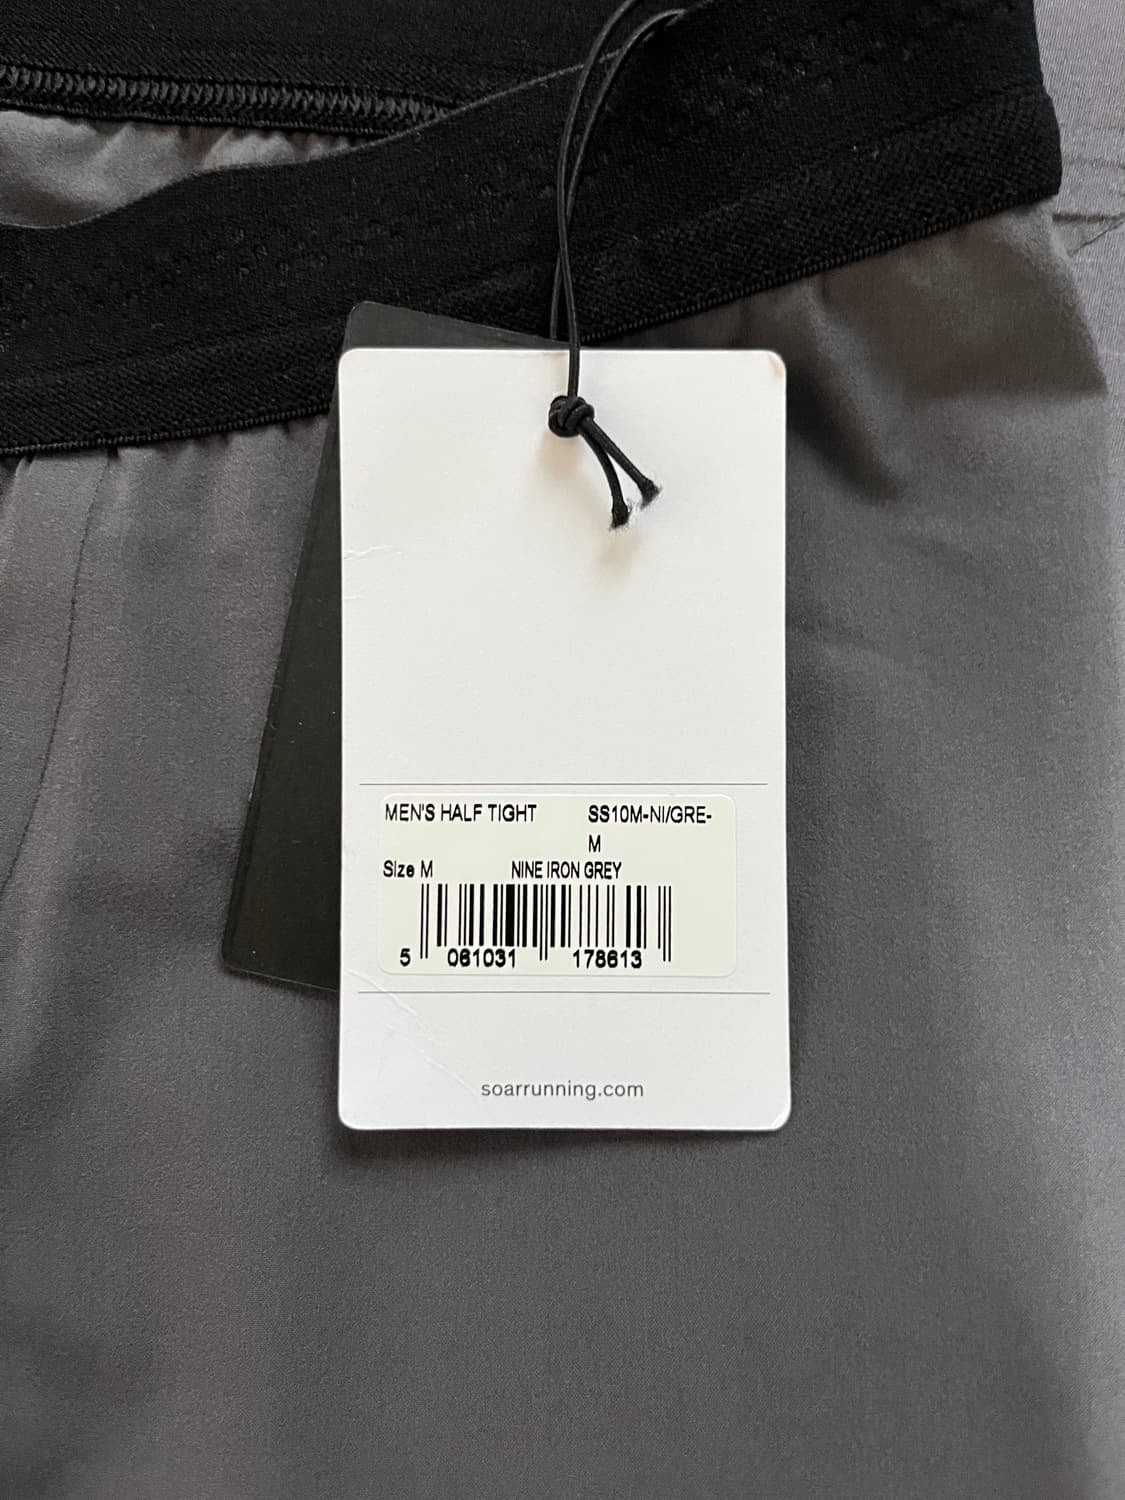 MEN'S HALF TIGHT SS10M-NI/GRE-
M
Size M NINE IRON GREY
5 061031 178613
soarrunning.com